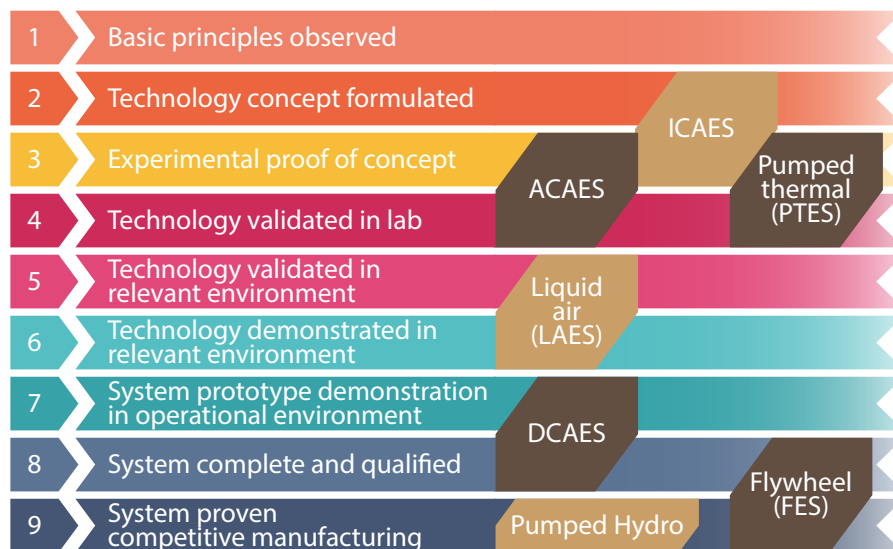 1 Basic principles observed
2 Technology concept formulated
ICAES
3 Experimental proof of concept
ACAES
Pumped
thermal
(PTES)
4 Technology validated in lab
5 Technology validated in
relevant environment
Liquid
air
(LAES)
6 Technology demonstrated in
relevant environment
7 System prototype demonstration
in operational environment
DCAES
8 System complete and qualified
Flywheel
(FES)
9 System proven
competitive manufacturing
Pumped Hydro